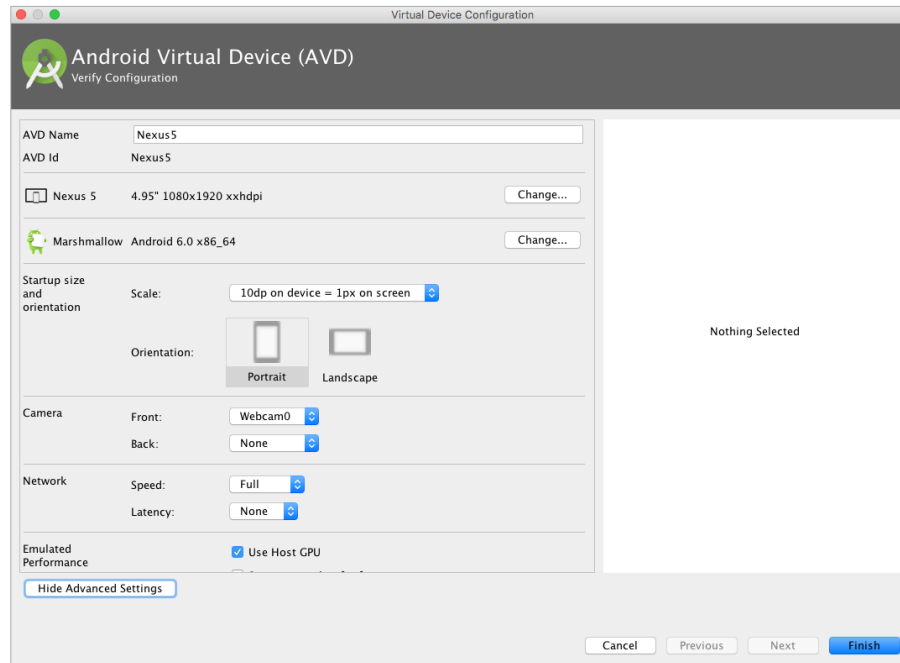 Virtual Device Configuration
Android Virtual Device (AVD)
Verify Configuration
AVD Name Nexus5
AVD Id Nexus5
Nexus 5 4.95" 1080x1920 xxhdpi Change...
Marshmallow Android 6.0 x86_64 Change...
Startup size
and
orientation
Scale: 10dp on device = 1px on screen
Orientation:
Portrait Landscape
Nothing Selected
Camera Front: Webcam0
Back: None
Network Speed: Full
Latency: None
Emulated
Performance
Use Host GPU
Hide Advanced Settings
Cancel Previous Next Finish